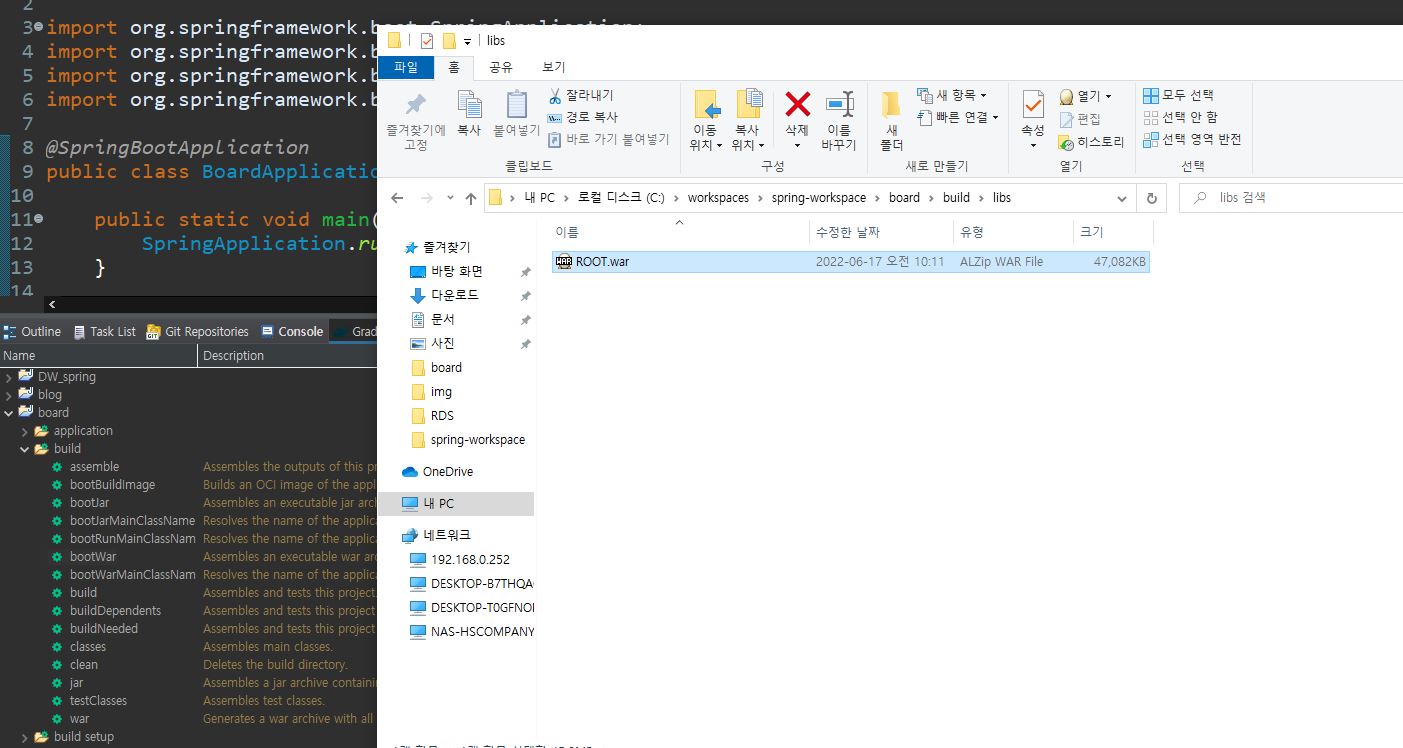 2
3 import org.springframework.boot.SpringApplication;
4 import org.springframework.b
5 import org.springframework.b
6 import org.springframework.b
7
8 @SpringBootApplication
9 public class BoardApplicatio
10
11 public static void main(
12 SpringApplication.ru
13 }
14
Outline Task List Git Repositories Console Grad
Name Description
DW_spring
blog
board
application
build
assemble Assembles the outputs of this pr
bootBuildImage Builds an OCI image of the appl
bootJar Assembles an executable jar arch
bootJarMainClassName Resolves the name of the applica
bootRunMainClassNam Resolves the name of the applica
bootWar Assembles an executable war arc
bootWarMainClassNam Resolves the name of the applica
build Assembles and tests this project.
buildDependents Assembles and tests this project
buildNeeded Assembles and tests this project
classes Assembles main classes.
clean Deletes the build directory.
jar Assembles a jar archive containi
testClasses Assembles test classes.
war Generates a war archive with all
build setup
libs
파일 홈 공유 보기
즐겨찾기에 고정
복사
붙여넣기
잘라내기
경로 복사
바로 가기 붙여넣기
클립보드
이동 위치
복사 위치
삭제
이름 바꾸기
구성
새 폴더
새 항목
빠른 연결
새로 만들기
속성
열기
편집
히스토리
열기
모두 선택
선택 안 함
선택 영역 반전
선택
내 PC > 로컬 디스크 (C:) > workspaces > spring-workspace > board > build > libs
libs 검색
이름 수정한 날짜 유형 크기
ROOT.war 2022-06-17 오전 10:11 ALZip WAR File 47,082KB
즐겨찾기
바탕 화면
다운로드
문서
사진
board
img
RDS
spring-workspace
OneDrive
내 PC
네트워크
192.168.0.252
DESKTOP-B7THQA
DESKTOP-T0GFNO
NAS-HSCOMPANY